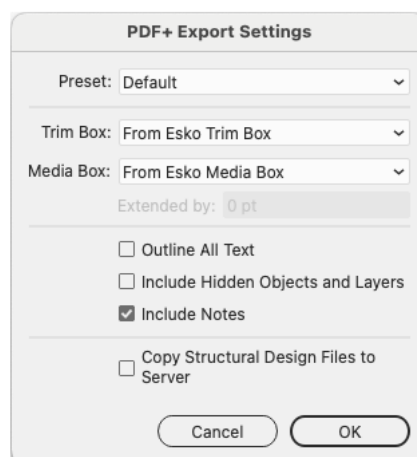 PDF+ Export Settings
Preset: Default
Trim Box: From Esko Trim Box
Media Box: From Esko Media Box
Extended by: 0 pt
Outline All Text
Include Hidden Objects and Layers
Include Notes
Copy Structural Design Files to
Server
Cancel OK